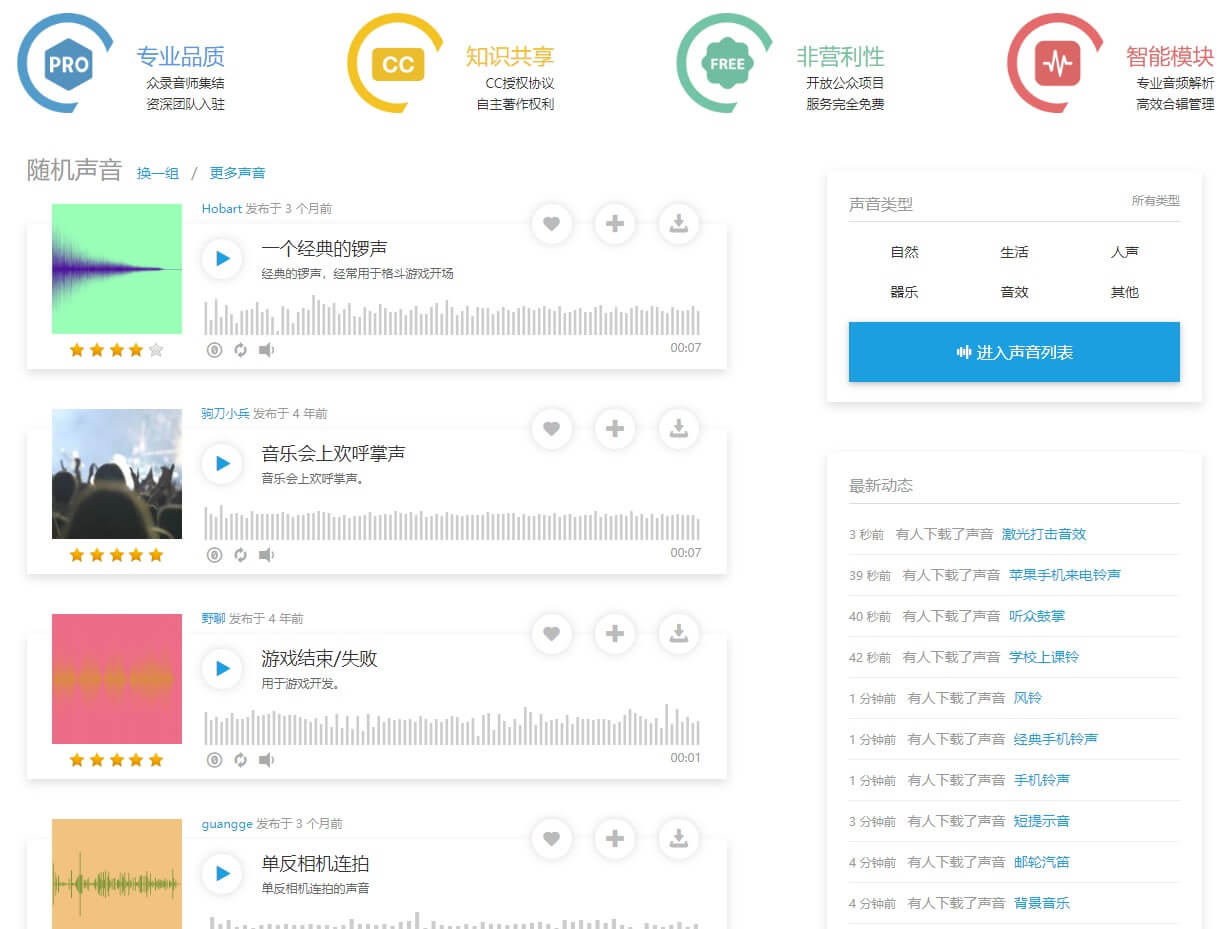 PRO
专业品质
众录音师集结
资深团队入驻
CC
知识共享
CC授权协议
自主著作权利
FREE
非营利性
开放公众项目
服务完全免费
智能模块
专业音频解析
高效合辑管理
随机声音 换一组 / 更多声音
Hobart 发布于 3 个月前
一个经典的锣声
经典的锣声，经常用于格斗游戏开场
00:07
驹刀小兵 发布于 4 年前
音乐会上欢呼掌声
音乐会上欢呼掌声。
00:07
野聊 发布于 4 年前
游戏结束/失败
用于游戏开发。
00:01
guangge 发布于 3 个月前
单反相机连拍
单反相机连拍的声音
声音类型 所有类型
自然 生活 人声
器乐 音效 其他
进入声音列表
最新动态
3 秒前 有人下载了声音 激光打击音效
39 秒前 有人下载了声音 苹果手机来电铃声
40 秒前 有人下载了声音 听众鼓掌
42 秒前 有人下载了声音 学校上课铃
1 分钟前 有人下载了声音 风铃
1 分钟前 有人下载了声音 经典手机铃声
1 分钟前 有人下载了声音 手机铃声
3 分钟前 有人下载了声音 短提示音
4 分钟前 有人下载了声音 邮轮汽笛
4 分钟前 有人下载了声音 背景音乐